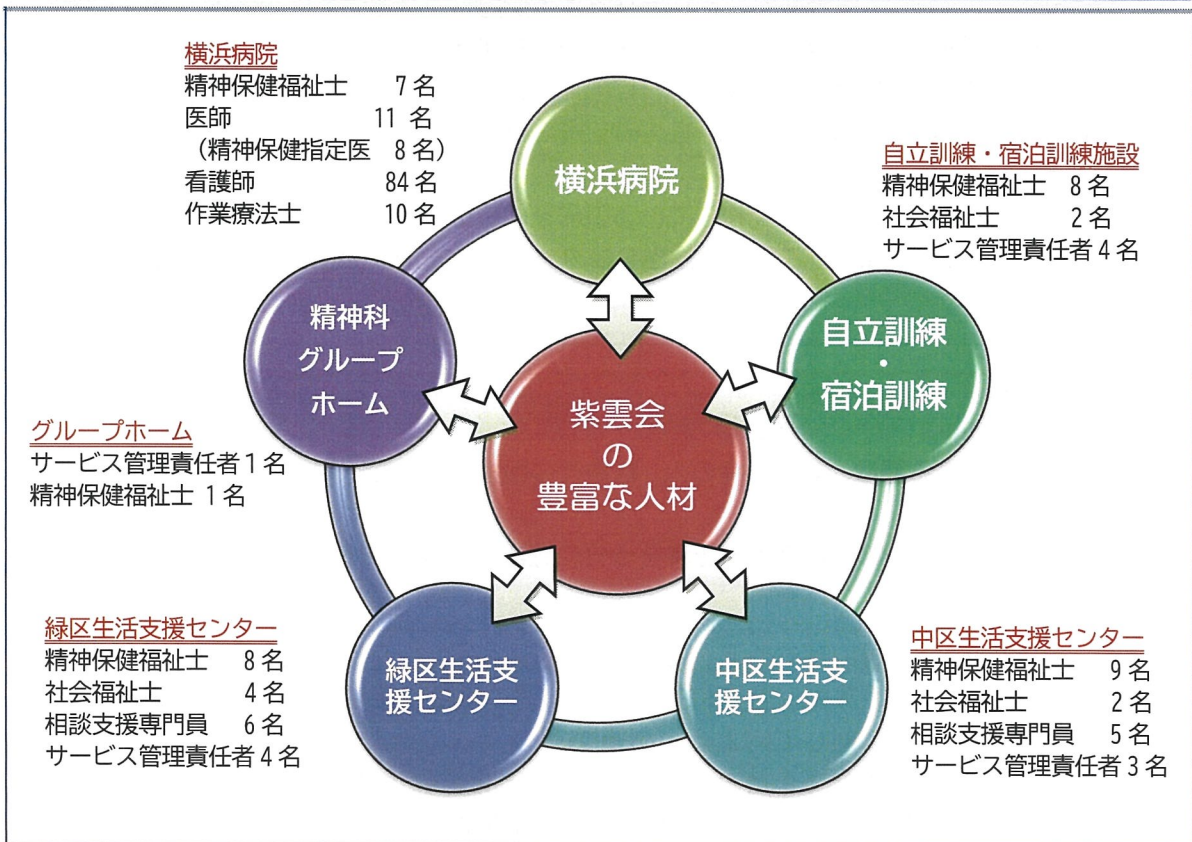 横浜病院
精神保健福祉士 7名
医師 11名
(精神保健指定医 8名)
看護師 84名
作業療法士 10名
横浜病院
自立訓練・宿泊訓練施設
精神保健福祉士 8名
社会福祉士 2名
サービス管理責任者 4名
精神科
グループ
ホーム
自立訓練
・
宿泊訓練
紫雲会
の
豊富な人材
グループホーム
サービス管理責任者 1名
精神保健福祉士 1名
緑区生活支援センター
精神保健福祉士 8名
社会福祉士 4名
相談支援専門員 6名
サービス管理責任者 4名
緑区生活支
援センター
中区生活支
援センター
中区生活支援センター
精神保健福祉士 9名
社会福祉士 2名
相談支援専門員 5名
サービス管理責任者 3名